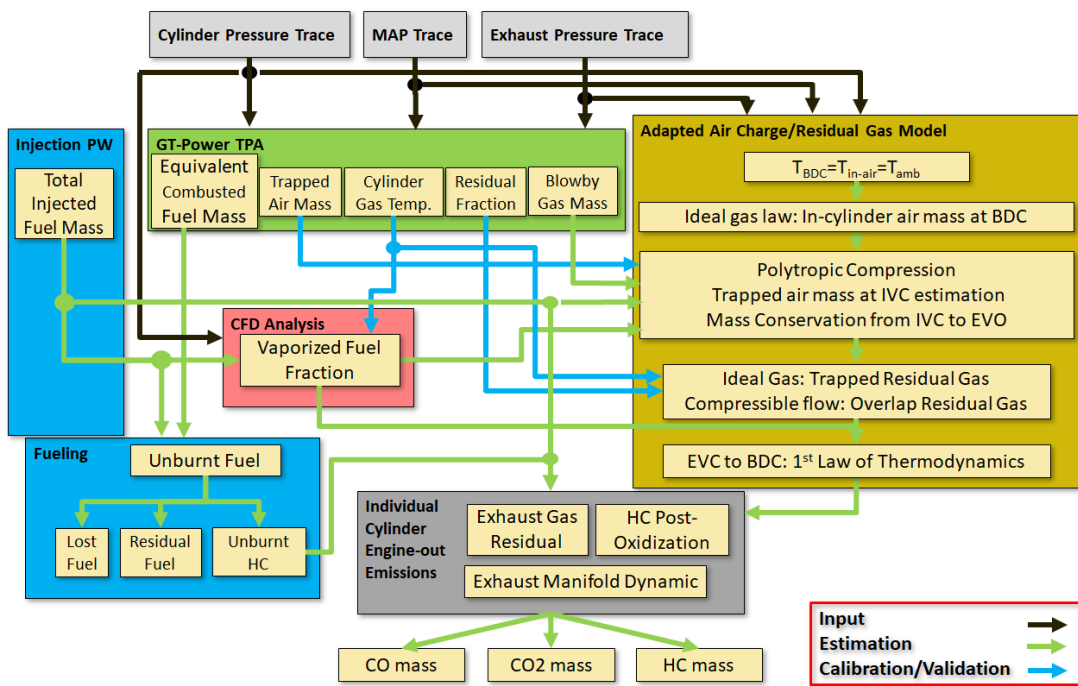 Cylinder Pressure Trace
MAP Trace
Exhaust Pressure Trace
Injection PW
Total
Injected
Fuel Mass
GT-Power TPA
Equivalent
Combusted
Fuel Mass
Trapped
Air Mass
Cylinder
Gas Temp.
Residual
Fraction
Blowby
Gas Mass
Adapted Air Charge/Residual Gas Model
T_BDC=T_in-air=T_amb
Ideal gas law: In-cylinder air mass at BDC
Polytropic Compression
Trapped air mass at IVC estimation
Mass Conservation from IVC to EVO
Ideal Gas: Trapped Residual Gas
Compressible flow: Overlap Residual Gas
EVC to BDC: 1st Law of Thermodynamics
CFD Analysis
Vaporized Fuel
Fraction
Fueling
Unburnt Fuel
Lost
Fuel
Residual
Fuel
Unburnt
HC
Individual
Cylinder
Engine-out
Emissions
Exhaust Gas
Residual
HC Post-
Oxidization
Exhaust Manifold Dynamic
CO mass
CO2 mass
HC mass
Input
Estimation
Calibration/Validation